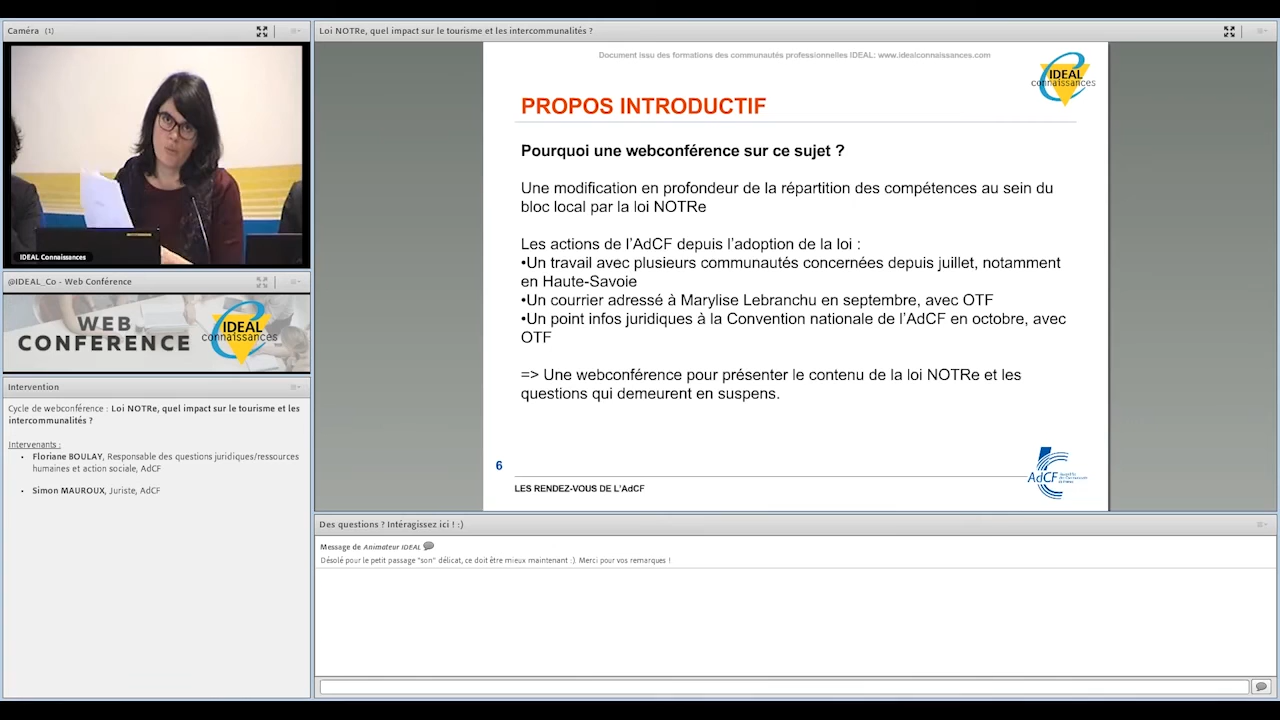 Caméra (1)
IDEAL Connaissances
@IDEAL_Co - Web Conférence
WEB
CONFERENCE
IDEAL
connaissances
Intervention
Cycle de webconférence : Loi NOTRe, quel impact sur le tourisme et les
intercommunalités ?
Intervenants :
• Floriane BOULAY, Responsable des questions juridiques/ressources
humaines et action sociale, AdCF
• Simon MAUROUX, Juriste, AdCF
Loi NOTRe, quel impact sur le tourisme et les intercommunalités ?
Document issu des formations des communautés professionnelles IDEAL: www.idealconnaissances.com
IDEAL
connaissances
PROPOS INTRODUCTIF
Pourquoi une webconférence sur ce sujet ?
Une modification en profondeur de la répartition des compétences au sein du
bloc local par la loi NOTRe
Les actions de l’AdCF depuis l’adoption de la loi :
•Un travail avec plusieurs communautés concernées depuis juillet, notamment
en Haute-Savoie
•Un courrier adressé à Marylise Lebranchu en septembre, avec OTF
•Un point infos juridiques à la Convention nationale de l’AdCF en octobre, avec
OTF
=> Une webconférence pour présenter le contenu de la loi NOTRe et les
questions qui demeurent en suspens.
6
LES RENDEZ-VOUS DE L'AdCF
AdCF
Des questions ? Intéragissez ici ! :)
Message de Animateur IDEAL
Désolé pour le petit passage "son" délicat, ce doit être mieux maintenant :). Merci pour vos remarques !